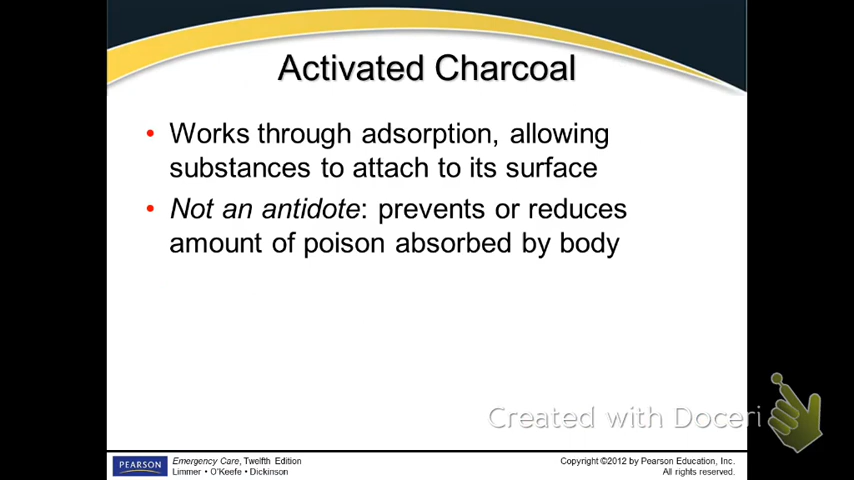 Activated Charcoal
• Works through adsorption, allowing
substances to attach to its surface
• Not an antidote: prevents or reduces
amount of poison absorbed by body
Created with Doceri
PEARSON
Emergency Care, Twelfth Edition
Limmer • O'Keefe • Dickinson
Copyright ©2012 by Pearson Education, Inc.
All rights reserved.